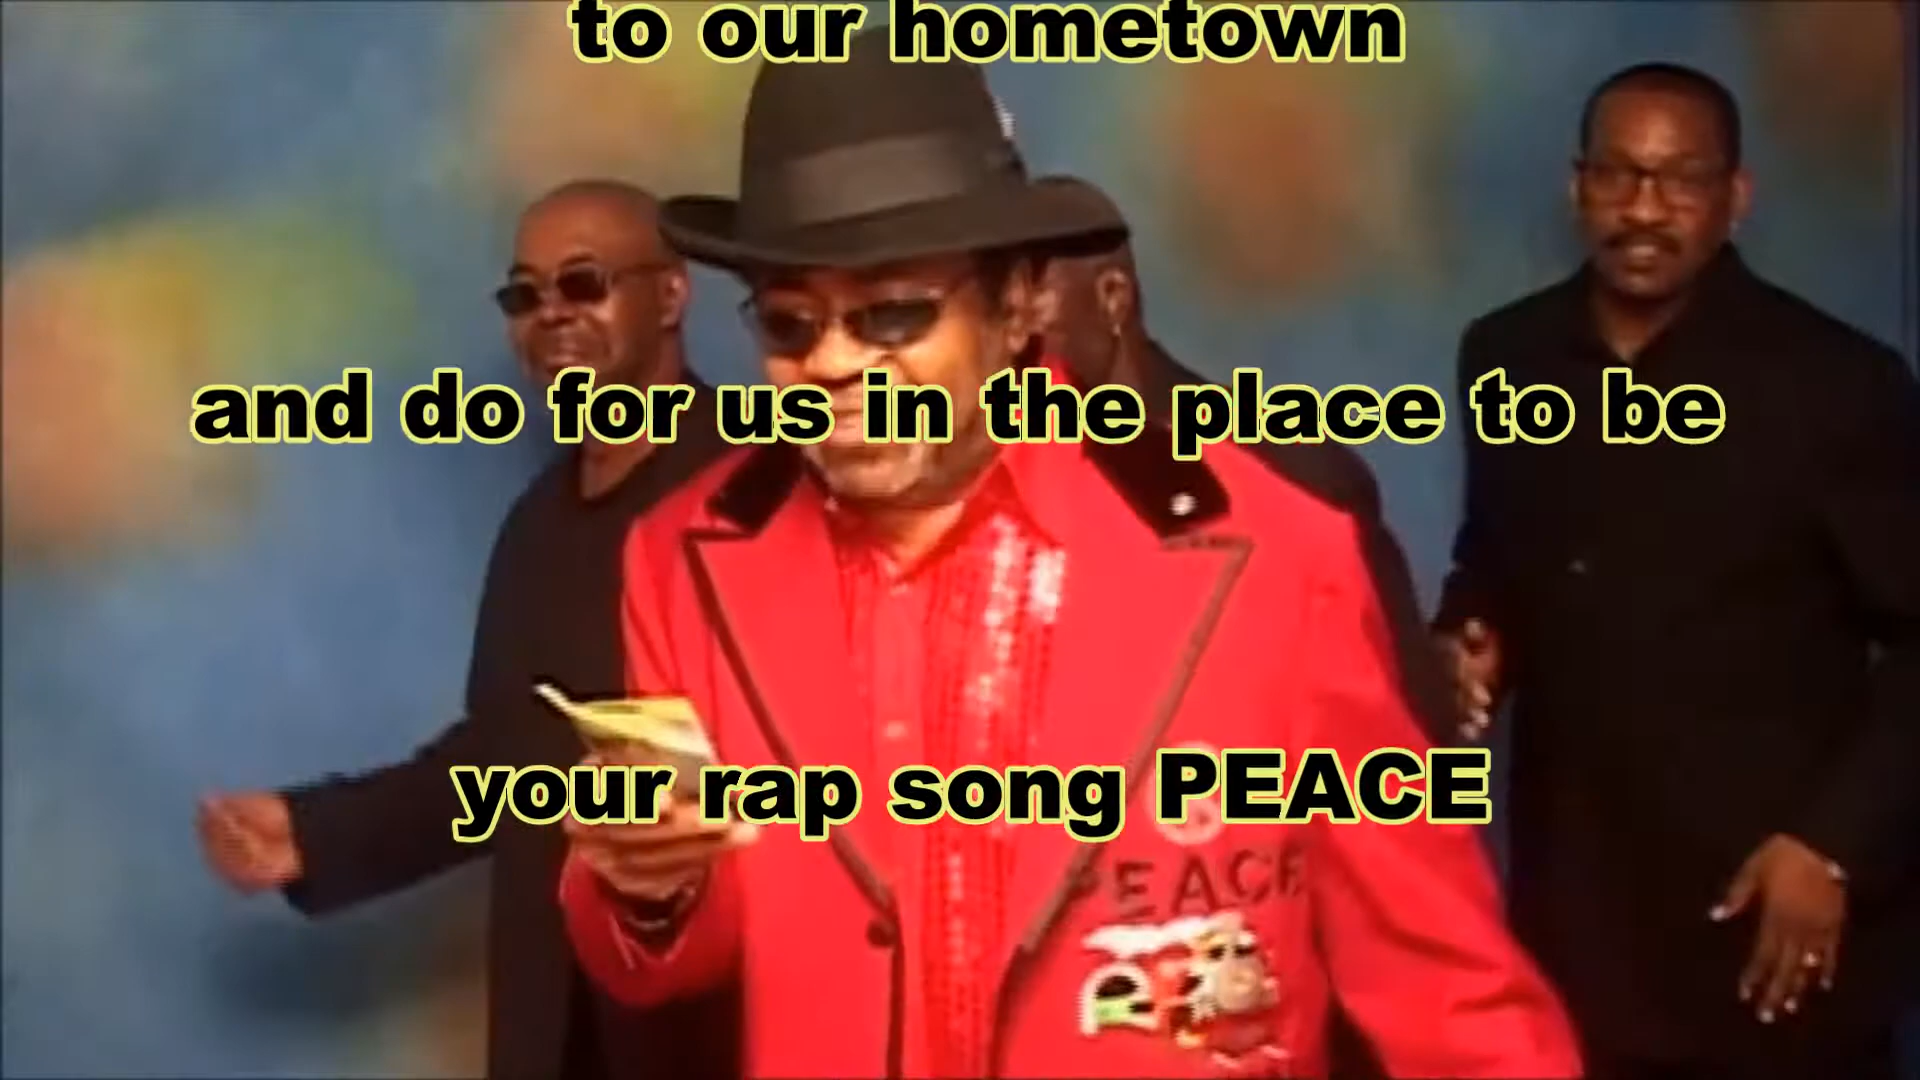 to our hometown
and do for us in the place to be
your rap song PEACE
PEACE